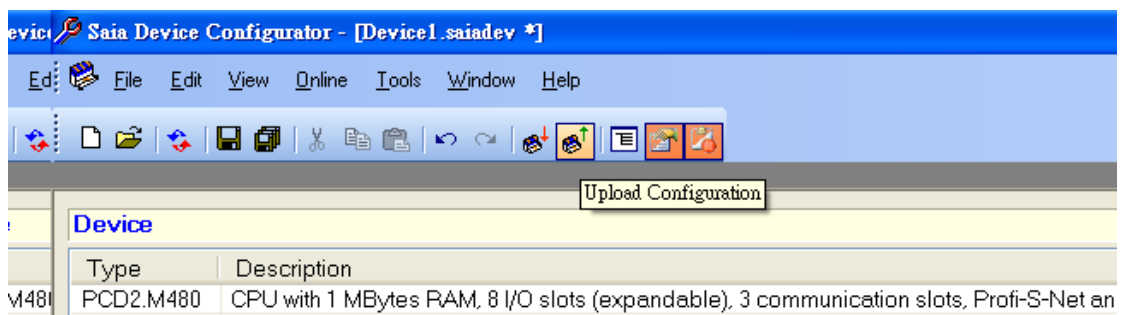 Saia Device Configurator - [Device1.saiadev *]
Ed File Edit View Online Tools Window Help
Upload Configuration
Device
Type Description
PCD2.M480 CPU with 1 MBytes RAM, 8 I/O slots (expandable), 3 communication slots, Profi-S-Net an